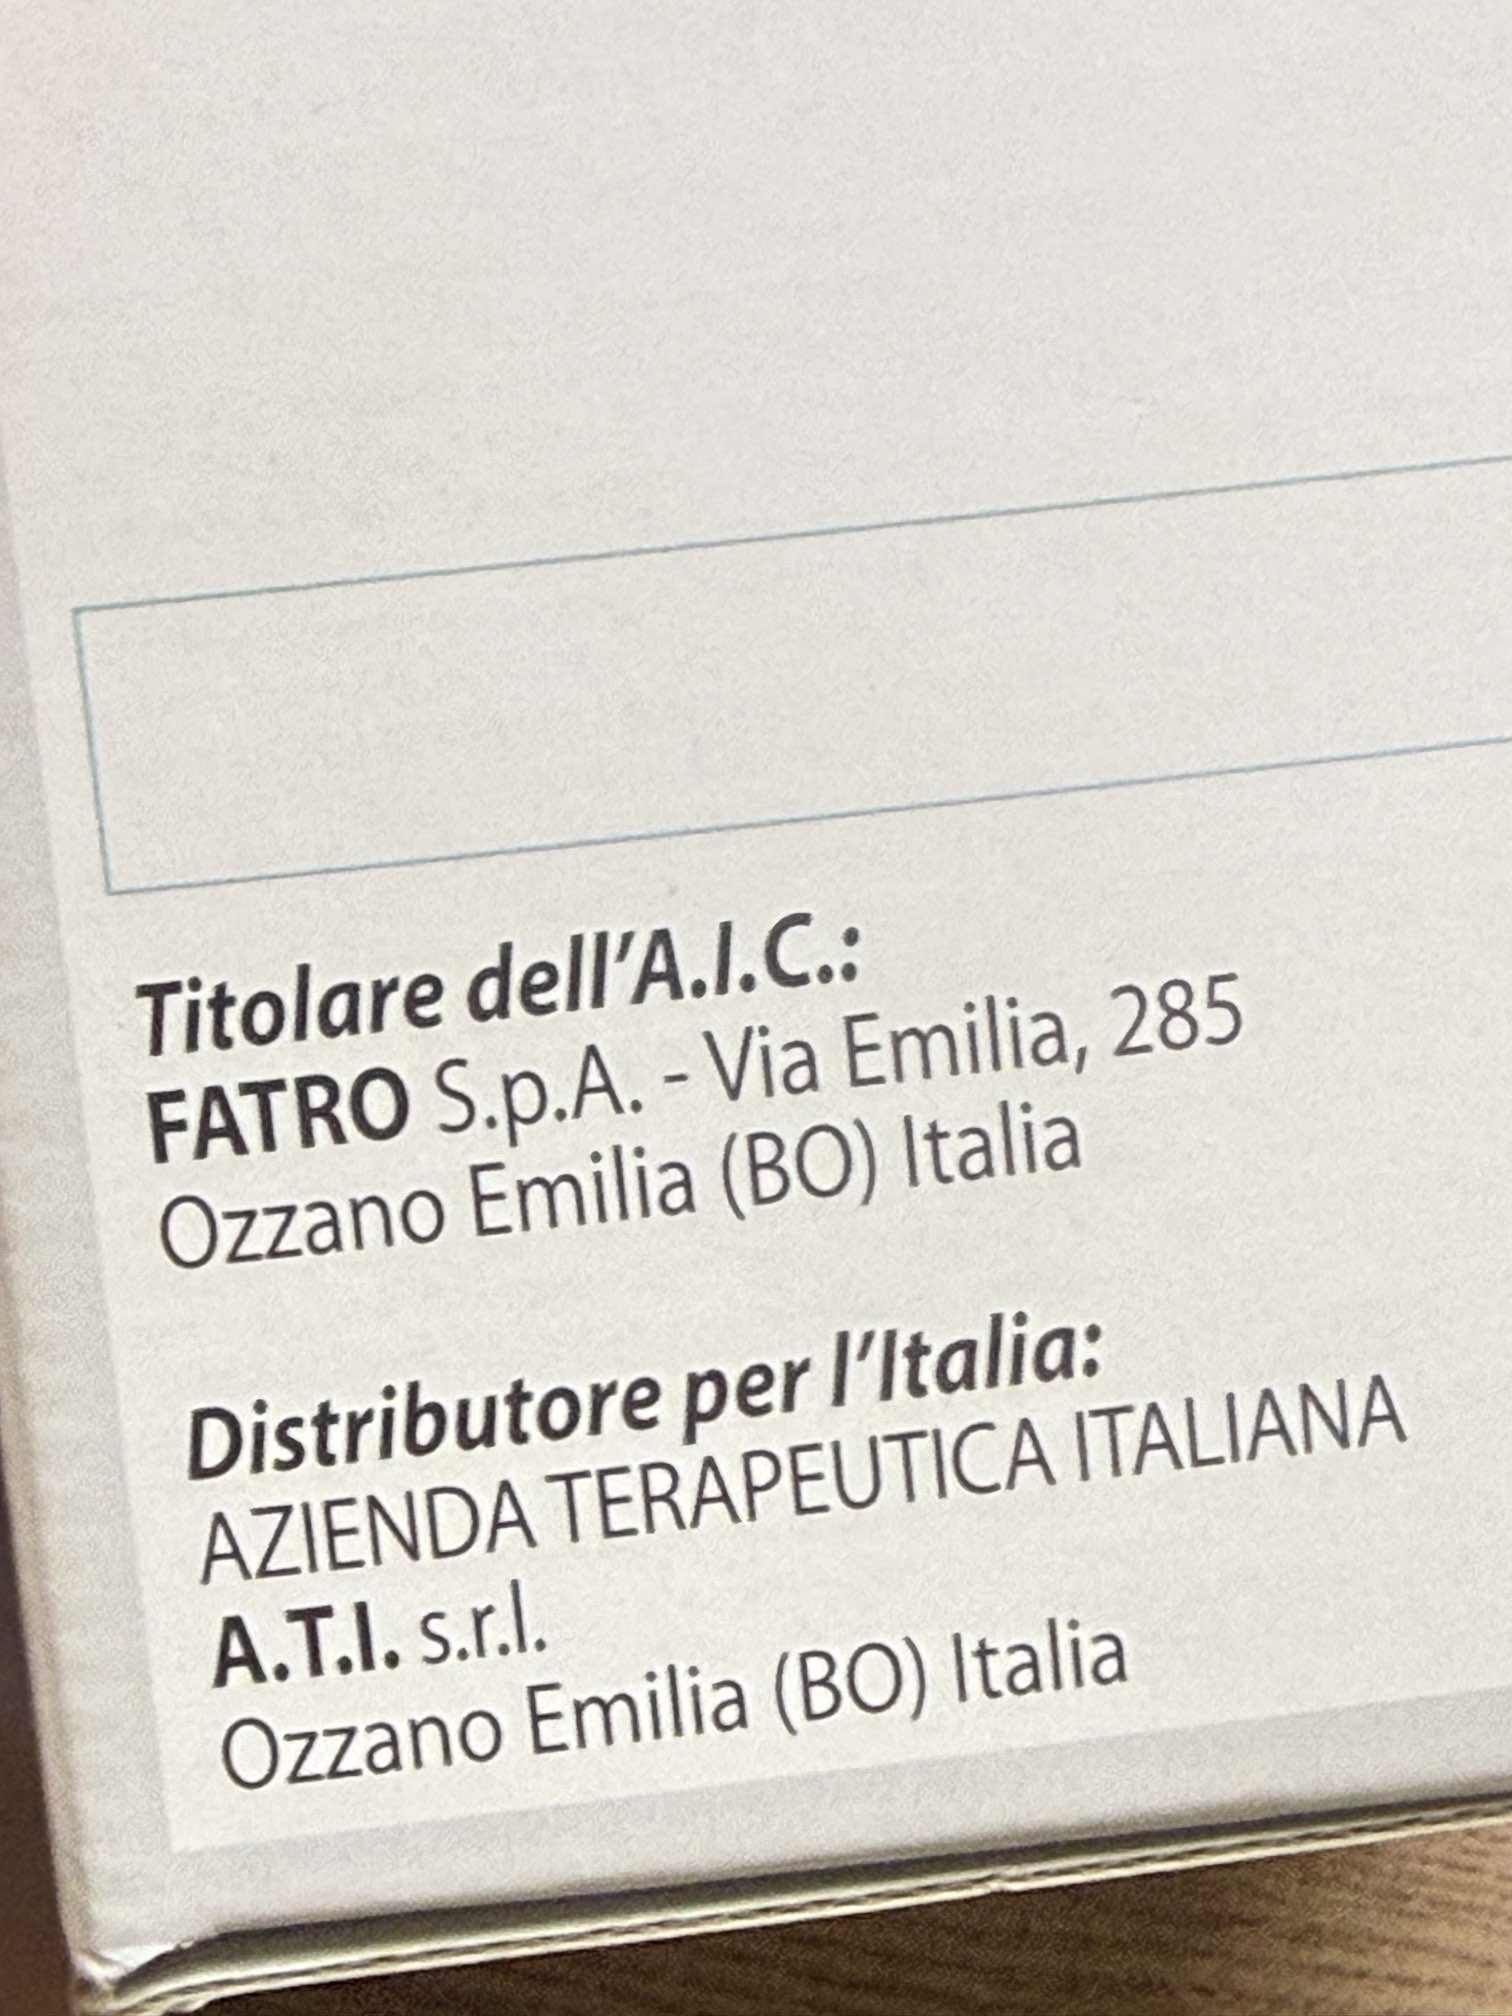 Titolare dell'A.I.C.:
FATRO S.p.A. - Via Emilia, 285
Ozzano Emilia (BO) Italia
Distributore per l'Italia:
AZIENDA TERAPEUTICA ITALIANA
A.T.I. s.r.l.
Ozzano Emilia (BO) Italia